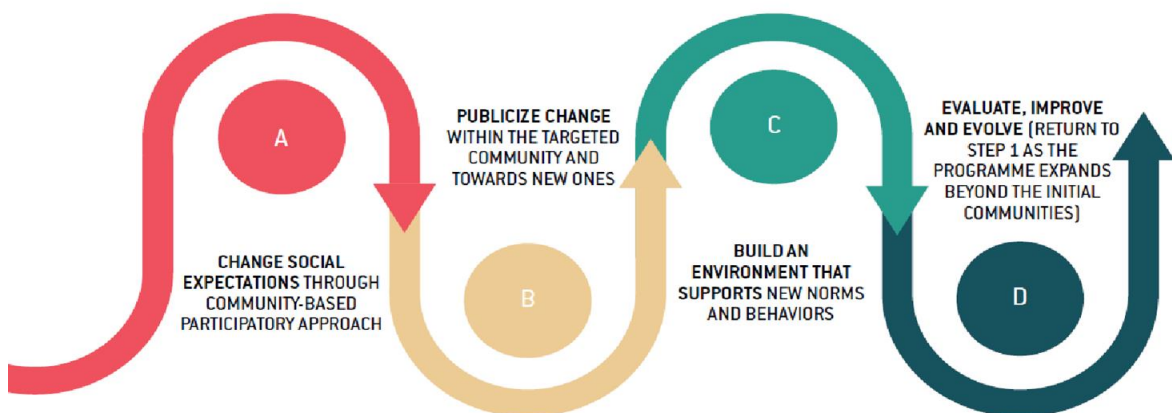 A
CHANGE SOCIAL
EXPECTATIONS THROUGH
COMMUNITY-BASED
PARTICIPATORY APPROACH
PUBLICIZE CHANGE
WITHIN THE TARGETED
COMMUNITY AND
TOWARDS NEW ONES
B
C
BUILD AN
ENVIRONMENT THAT
SUPPORTS NEW NORMS
AND BEHAVIORS
EVALUATE, IMPROVE
AND EVOLVE (RETURN TO
STEP 1 AS THE
PROGRAMME EXPANDS
BEYOND THE INITIAL
COMMUNITIES)
D